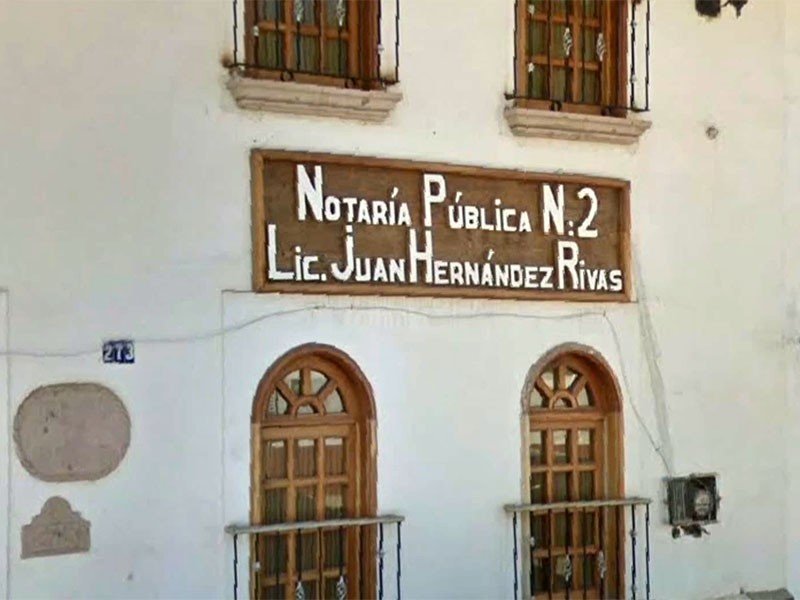 Notaría Pública N:2
Lic. Juan Hernández Rivas
273